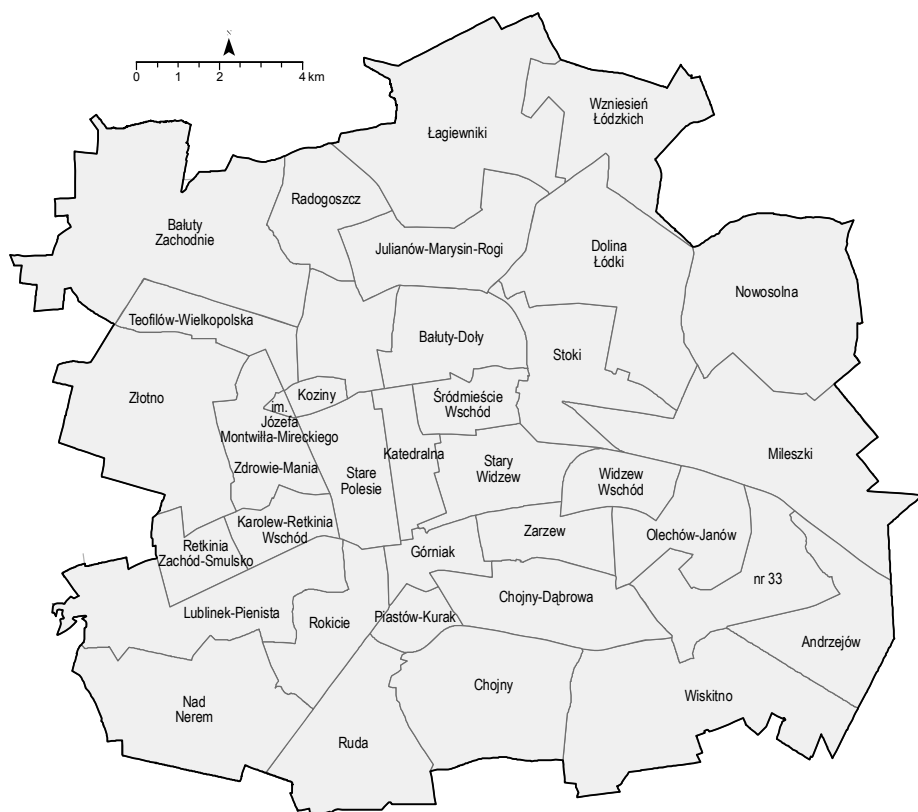 N
0 1 2 4 km
Wzniesień
Łódzkich
Łagiewniki
Radogoszcz
Bałuty
Zachodnie
Julianów-Marysin-Rogi
Dolina
Łódki
Nowosolna
Teofilów-Wielkopolska
Bałuty-Doły
Stoki
Złotno
Koziny
Śródmieście
Wschód
im.
Józefa
Montwiłła-Mireckiego
Katedralna
Mileszki
Zdrowie-Mania
Stare
Polesie
Stary
Widzew
Widzew
Wschód
Karolew-Retkinia
Wschód
Retkinia
Zachód-Smulsko
Górniak
Zarzew
Olechów-Janów
nr 33
Lublinek-Pienista
Rokicie
Piastów-Kurak
Chojny-Dąbrowa
Andrzejów
Nad
Nerem
Chojny
Wiskitno
Ruda